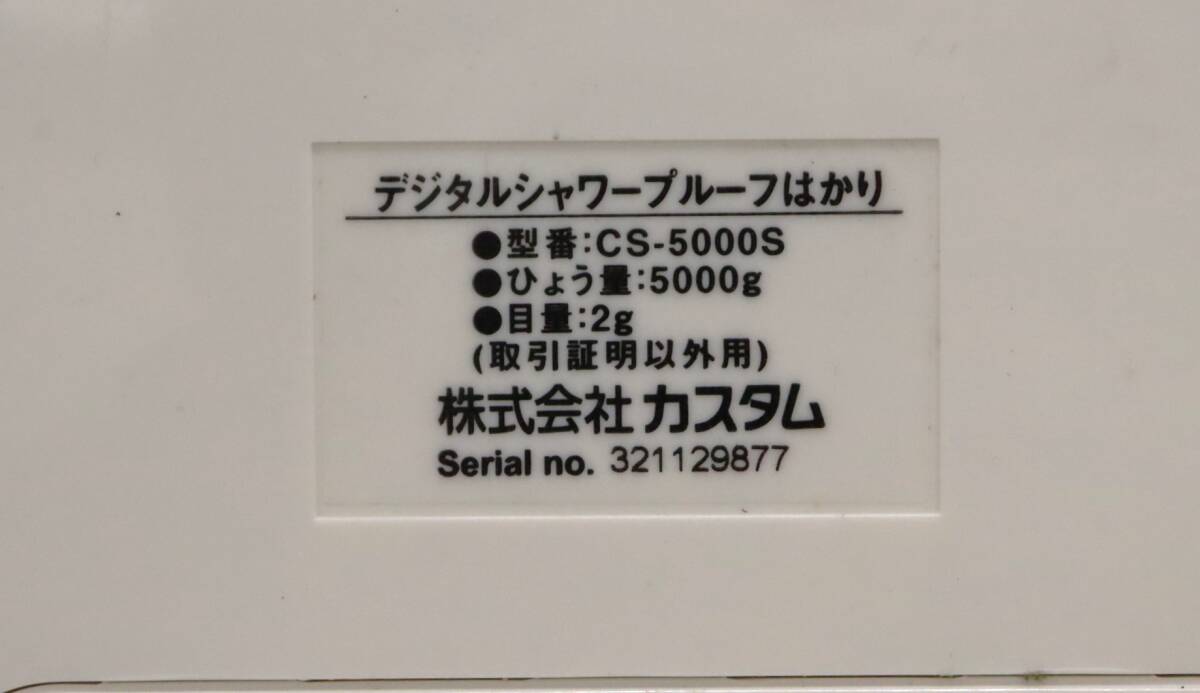 デジタルシャワープルーフはかり
●型番:CS-5000S
●ひょう量:5000g
●目量:2g
(取引証明以外用)
株式会社 カスタム
Serial no. 321129877